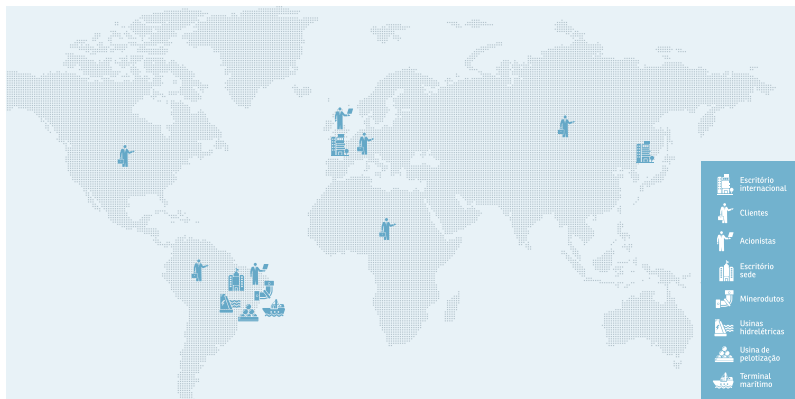 Escritório
internacional
Clientes
Acionistas
Escritório
sede
Minerodutos
Usinas
hidrelétricas
Usina de
pelotização
Terminal
marítimo